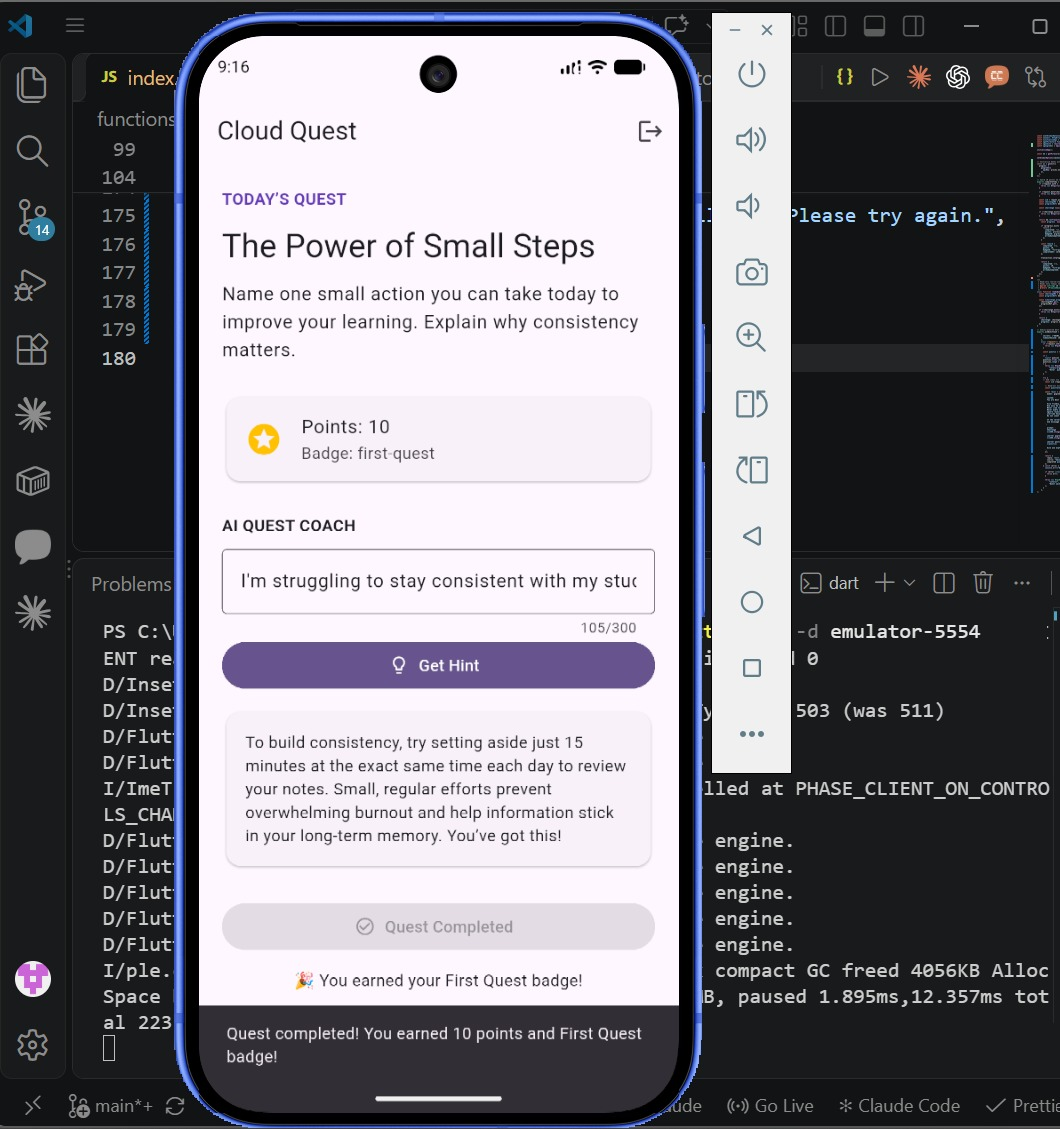 9:16
Cloud Quest
TODAY'S QUEST
The Power of Small Steps
Name one small action you can take today to
improve your learning. Explain why consistency
matters.
Points: 10
Badge: first-quest
AI QUEST COACH
I'm struggling to stay consistent with my stuc
105/300
Get Hint
To build consistency, try setting aside just 15
minutes at the exact same time each day to review
your notes. Small, regular efforts prevent
overwhelming burnout and help information stick
in your long-term memory. You've got this!
Quest Completed
🎉 You earned your First Quest badge!
Quest completed! You earned 10 points and First Quest
badge!
JS index.
functions
99
104
175 Please try again.",
176
177
178
179
180
14
{}
CC
Problems
dart
PS C:\ -d emulator-5554
ENT re 0
D/Inse
D/Inse 503 (was 511)
D/Flut
D/Flut
I/ImeT lled at PHASE_CLIENT_ON_CONTRO
LS_CHA
D/Flut engine.
D/Flut engine.
D/Flut engine.
D/Flut engine.
D/Flut engine.
I/ple. compact GC freed 4056KB Alloc
Space B, paused 1.895ms,12.357ms tot
al 223
main*+
Go Live
Claude Code
Prettie